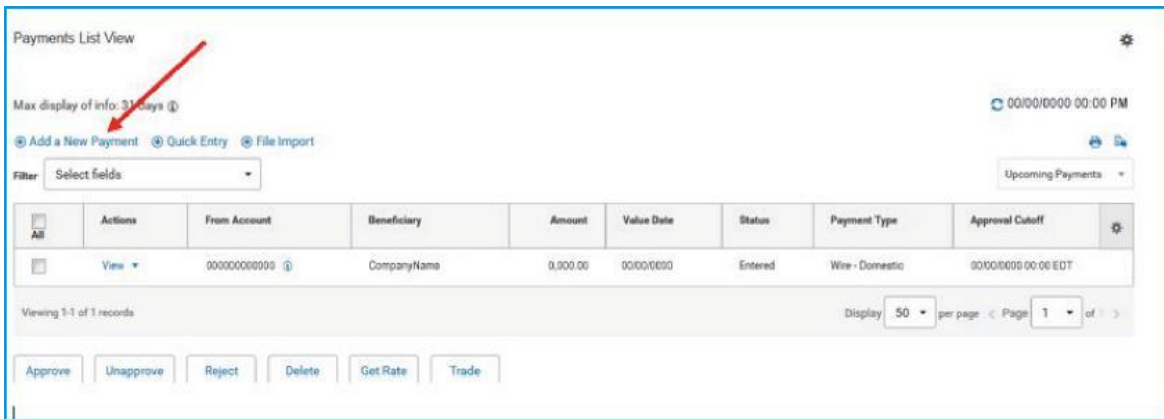 Payments List View
Max display of info: 31 days
00/00/0000 00:00 PM
Add a New Payment Quick Entry File Import
Filter Select fields Upcoming Payments
All Actions From Account Beneficiary Amount Value Date Status Payment Type Approval Cutoff
View 000000000000 CompanyName 0,000.00 00/00/0000 Entered Wire - Domestic 00/00/0000 00:00 EDT
Viewing 1-1 of 1 records Display 50 per page < Page 1 of 1 >
Approve Unapprove Reject Delete Get Rate Trade